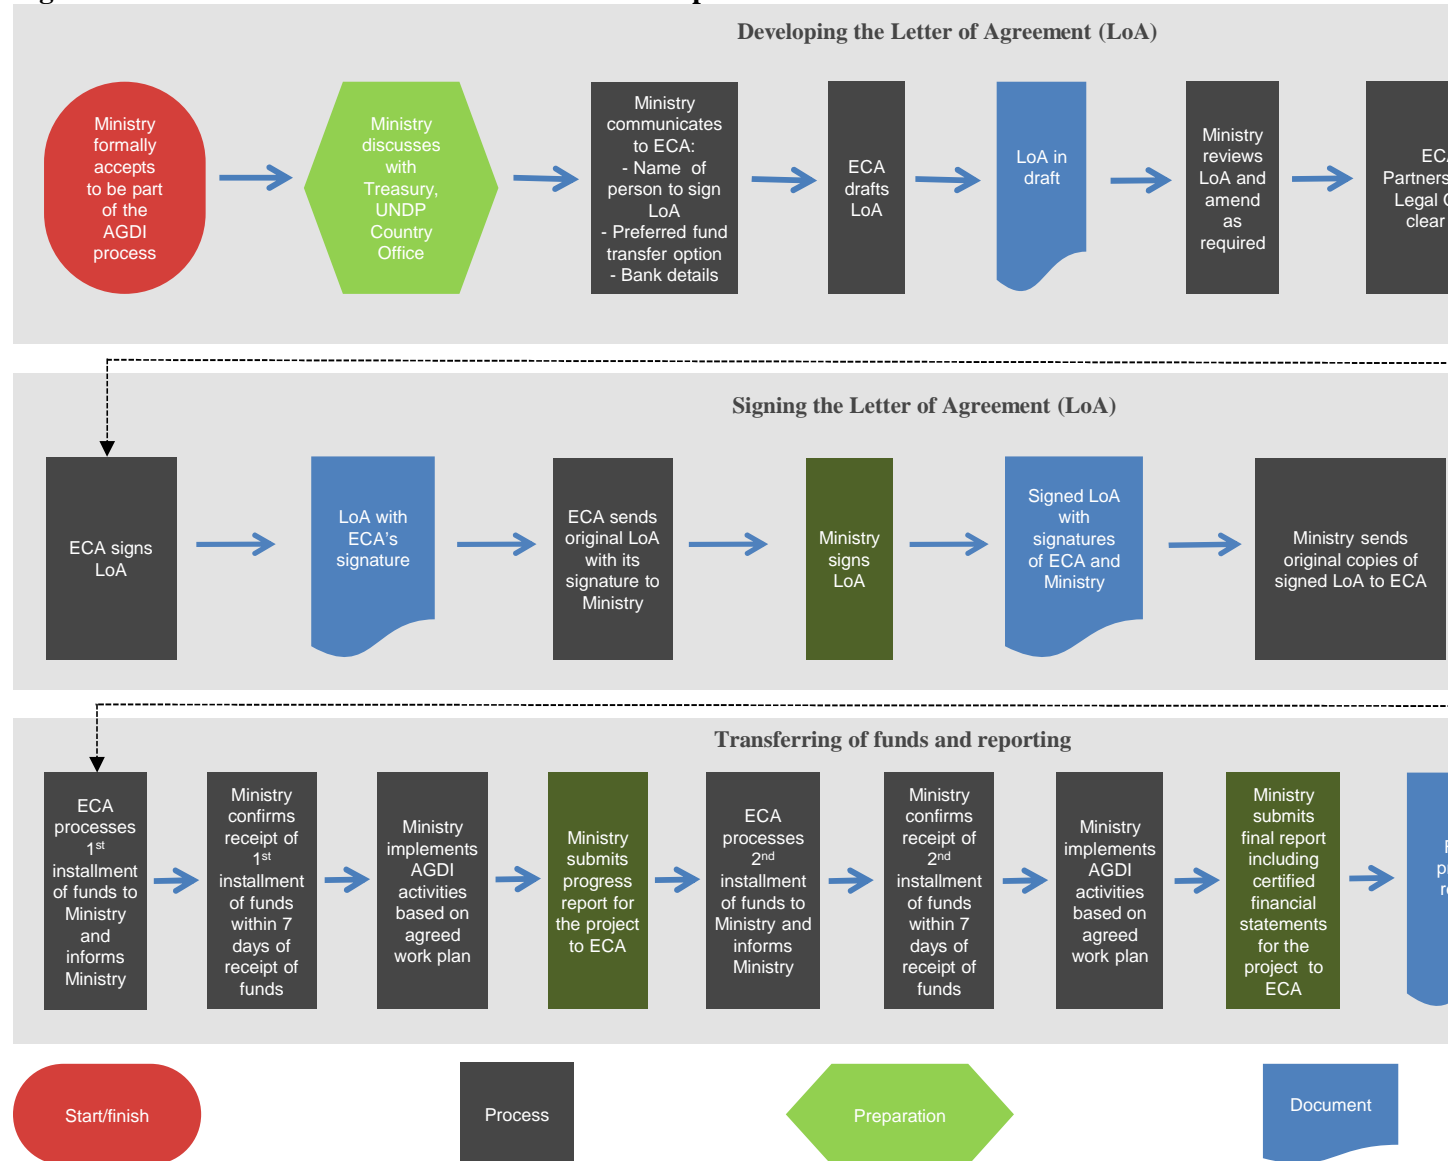 Developing the Letter of Agreement (LoA)
Ministry
formally
accepts
to be part
of the
AGDI
process
Ministry
discusses
with
Treasury,
UNDP
Country
Office
Ministry
communicates
to ECA:
- Name of
person to sign
LoA
- Preferred fund
transfer option
- Bank details
ECA
drafts
LoA
LoA in
draft
Ministry
reviews
LoA and
amend
as
required
Legal
clear
Signing the Letter of Agreement (LoA)
ECA signs
LoA
LoA with
ECA's
signature
ECA sends
original LoA
with its
signature to
Ministry
Ministry
signs
LoA
Signed LoA
with
signatures
of ECA and
Ministry
Ministry sends
original copies of
signed LoA to ECA
Transferring of funds and reporting
ECA
processes
1st
installment
of funds to
Ministry
and
informs
Ministry
Ministry
confirms
receipt of
1st
installment
of funds
within 7
days of
receipt of
funds
Ministry
implements
AGDI
activities
based on
agreed
work plan
Ministry
submits
progress
report for
the project
to ECA
ECA
processes
2nd
installment
of funds to
Ministry and
informs
Ministry
Ministry
confirms
receipt of
2nd
installment
of funds
within 7
days of
receipt of
funds
Ministry
implements
AGDI
activities
based on
agreed
work plan
Ministry
submits
final report
including
certified
financial
statements
for the
project to
ECA
Start/finish
Process
Preparation
Document